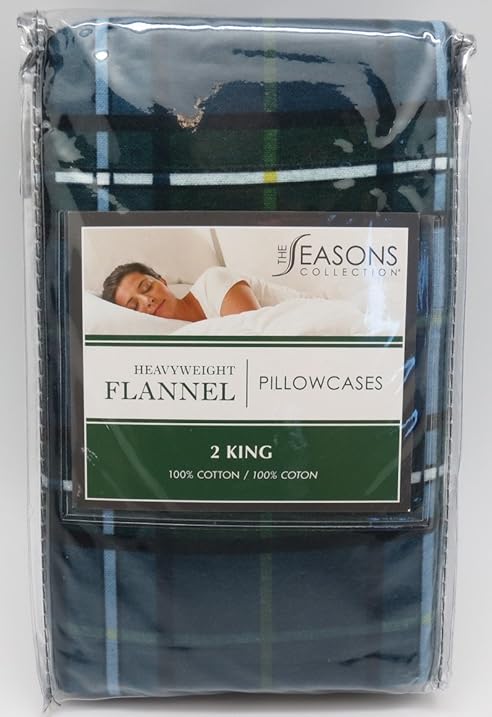 THE SEASONS
COLLECTION®
HEAVYWEIGHT
FLANNEL
PILLOWCASES
2 KING
100% COTTON / 100% COTON